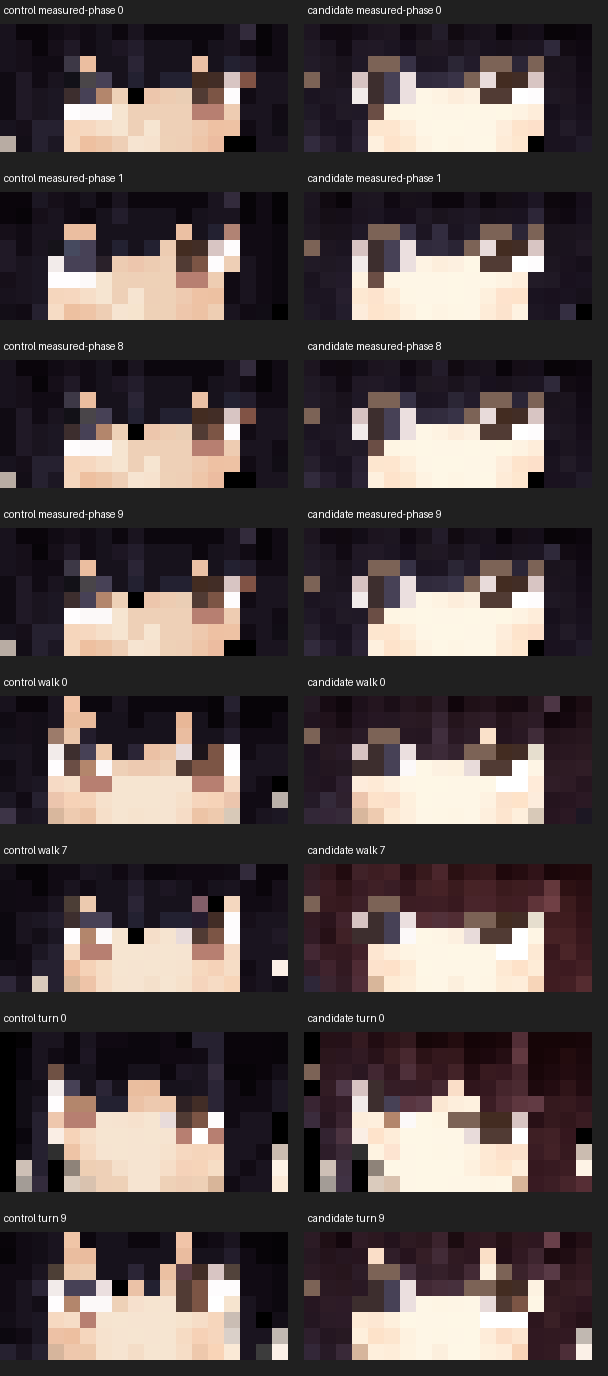 control measured-phase 0
candidate measured-phase 0
control measured-phase 1
candidate measured-phase 1
control measured-phase 8
candidate measured-phase 8
control measured-phase 9
candidate measured-phase 9
control walk 0
candidate walk 0
control walk 7
candidate walk 7
control turn 0
candidate turn 0
control turn 9
candidate turn 9